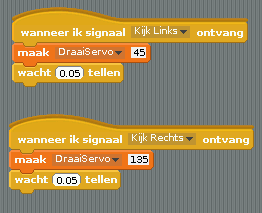 wanneer ik signaal Kijk Links ontvang
maak DraaiServo 45
wacht 0.05 tellen
wanneer ik signaal Kijk Rechts ontvang
maak DraaiServo 135
wacht 0.05 tellen